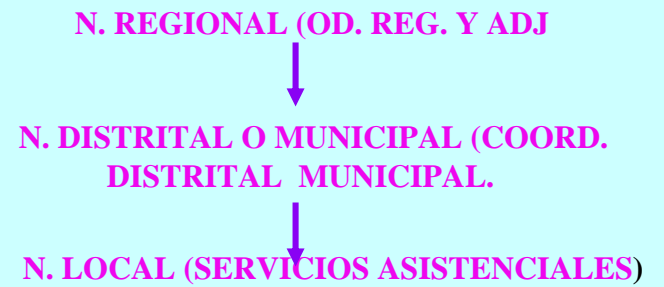 N. REGIONAL (OD. REG. Y ADJ
N. DISTRITAL O MUNICIPAL (COORD.
DISTRITAL MUNICIPAL.
N. LOCAL (SERVICIOS ASISTENCIALES)